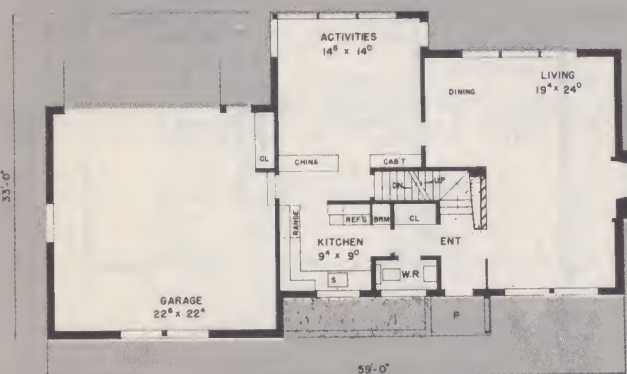 ACTIVITIES
14⁶ x 14⁰
LIVING
19⁴ x 24⁰
DINING
CL
CHINA
CAB'T
DN
UP
33'-0"
RANGE
REF'G
BRM
CL
KITCHEN
9⁴ x 9⁰
ENT
W.R.
S
GARAGE
22⁶ x 22⁴
P
59'-0"